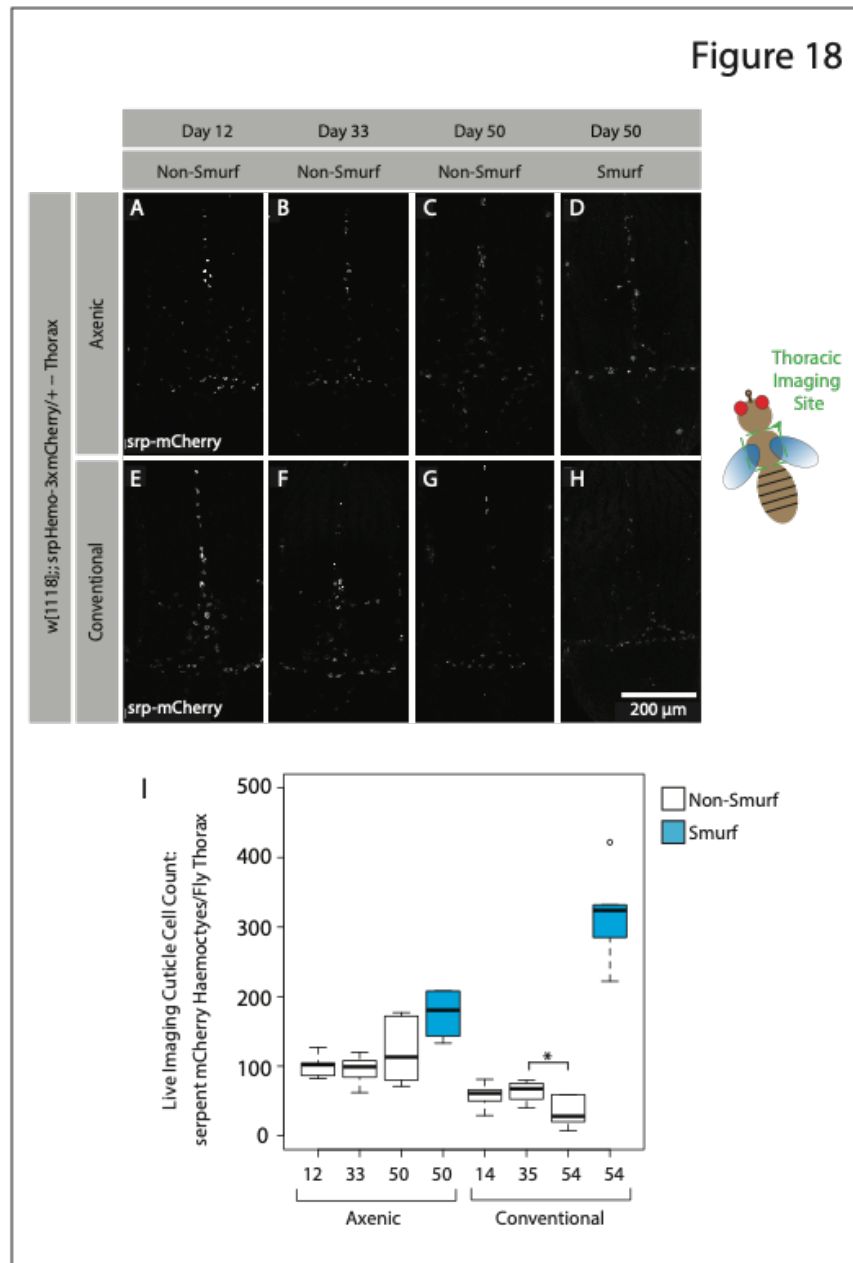 Figure 18
Day 12 Day 33 Day 50 Day 50
Non-Smurf Non-Smurf Non-Smurf Smurf
w[1118];; srpHemo-3xmCherry/+ – Thorax
Axenic
A B C D
srp-mCherry
Conventional
E F G H
srp-mCherry
200 μm
Thoracic
Imaging
Site
I
Live Imaging Cuticle Cell Count:
serpent mCherry Haemoctyes/Fly Thorax
500
400
300
200
100
0
*
Non-Smurf
Smurf
12 33 50 50 14 35 54 54
Axenic Conventional